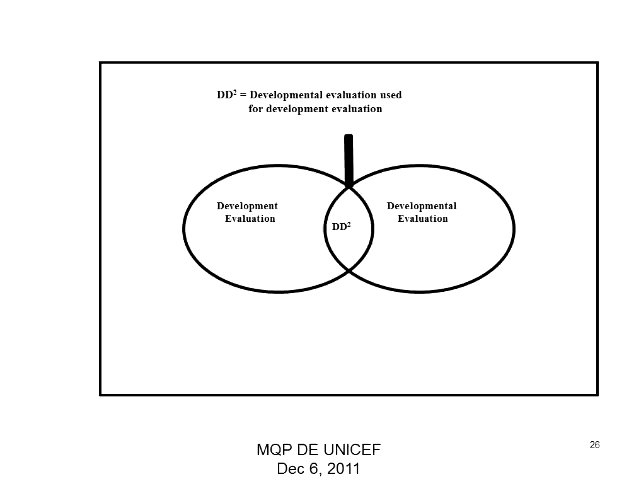 DD² = Developmental evaluation used
for development evaluation
Development
Evaluation
DD²
Developmental
Evaluation
MQP DE UNICEF
Dec 6, 2011
26